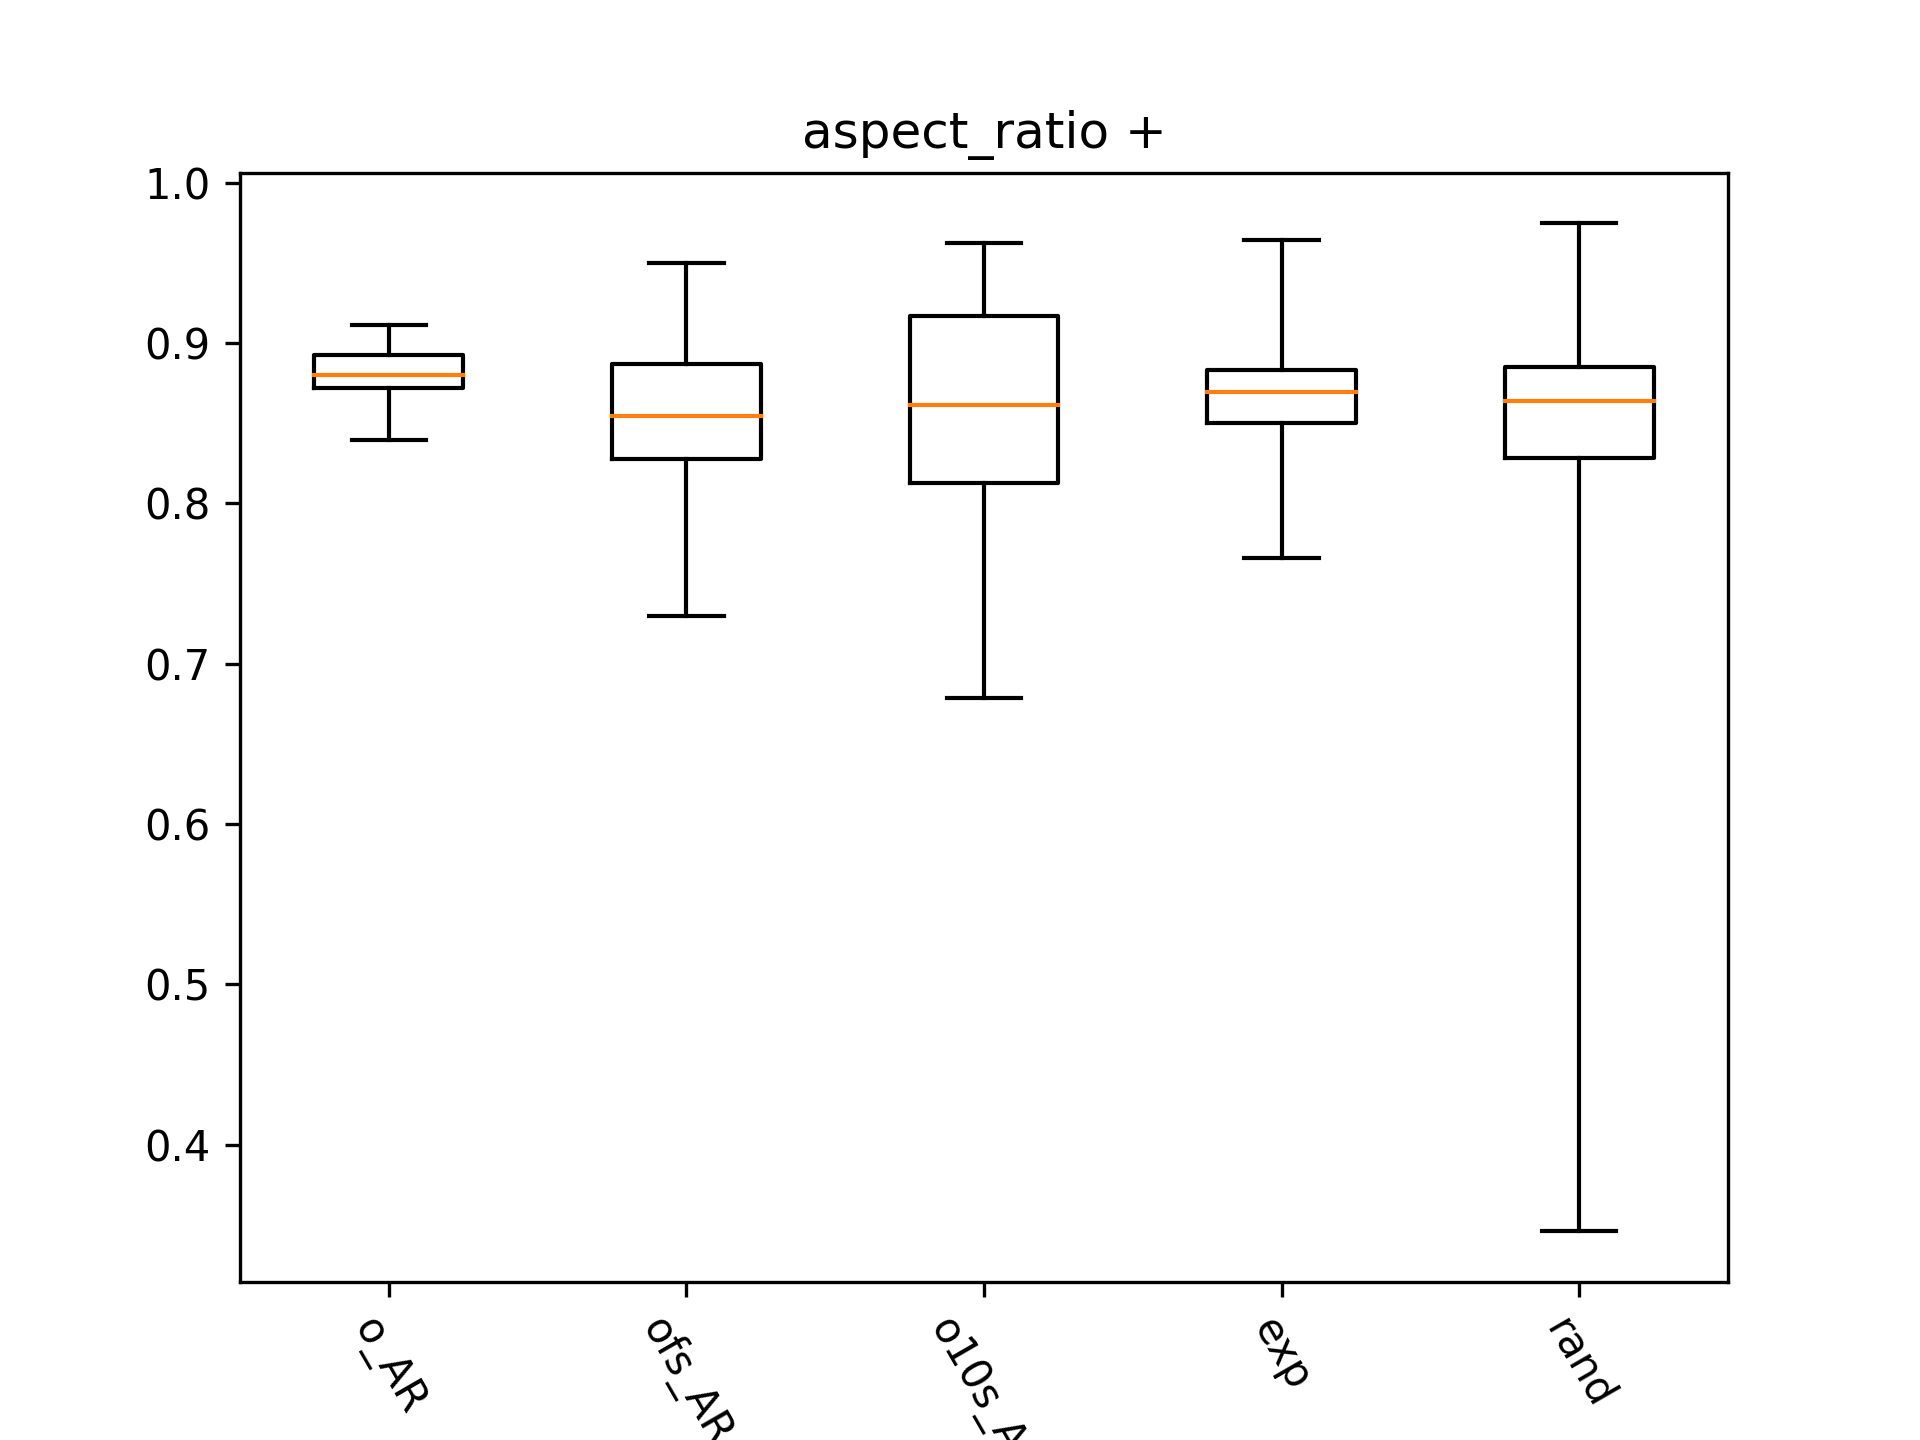 aspect_ratio +
1.0
0.9
0.8
0.7
0.6
0.5
0.4
o_AR
ofs_AR
o10s_A
exp
rand